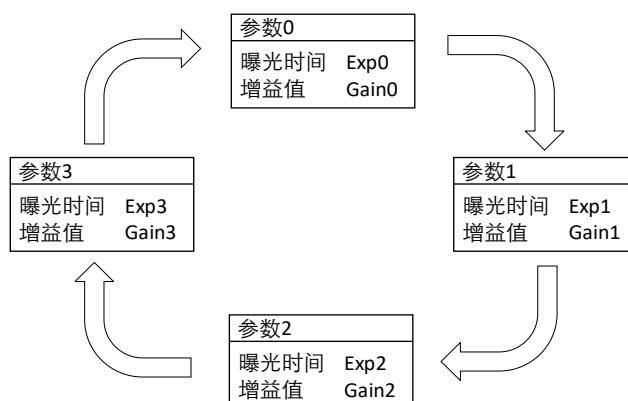 参数0
曝光时间 Exp0
增益值 Gain0
参数3
曝光时间 Exp3
增益值 Gain3
参数1
曝光时间 Exp1
增益值 Gain1
参数2
曝光时间 Exp2
增益值 Gain2